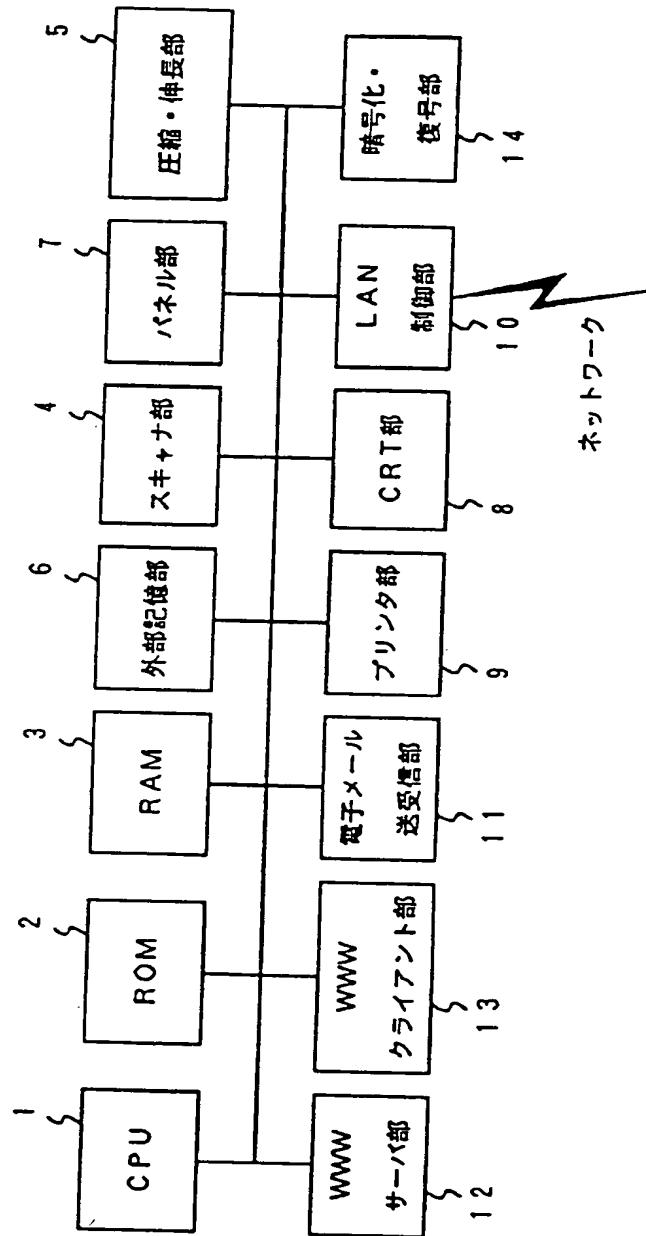 1
CPU
2
ROM
3
RAM
6
外部記憶部
4
スキャナ部
7
パネル部
5
圧縮・伸長部
WWW
サーバ部
12
WWW
クライアント部
13
電子メール
送受信部
11
プリンタ部
9
CRT部
8
LAN
制御部
10
暗号化・
復号部
14
ネットワーク